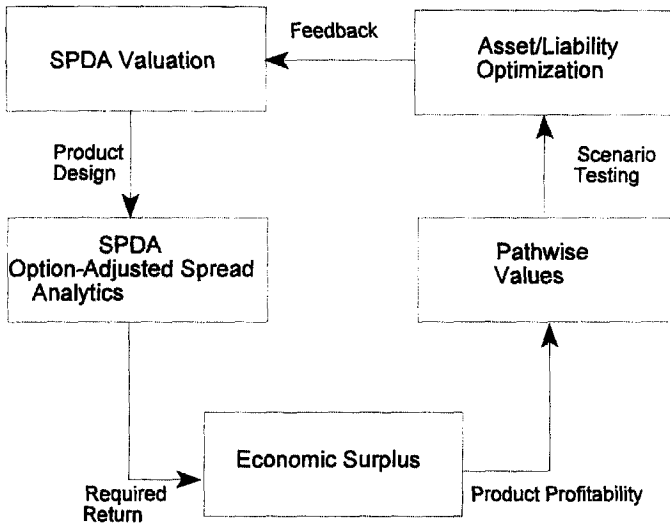 Feedback
SPDA Valuation
Asset/Liability
Optimization
Product
Design
Scenario
Testing
SPDA
Option-Adjusted Spread
Analytics
Pathwise
Values
Economic Surplus
Required
Return
Product Profitability